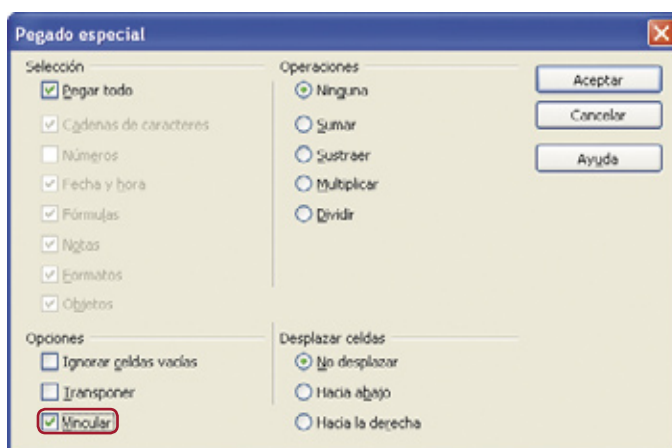 Pegado especial
Selección
Pegar todo
Cadenas de caracteres
Números
Fecha y hora
Fórmulas
Notas
Formatos
Objetos
Operaciones
Ninguna
Sumar
Sustraer
Multiplicar
Dividir
Aceptar
Cancelar
Ayuda
Opciones
Ignorar celdas vacías
Transponer
Vincular
Desplazar celdas
No desplazar
Hacia abajo
Hacia la derecha